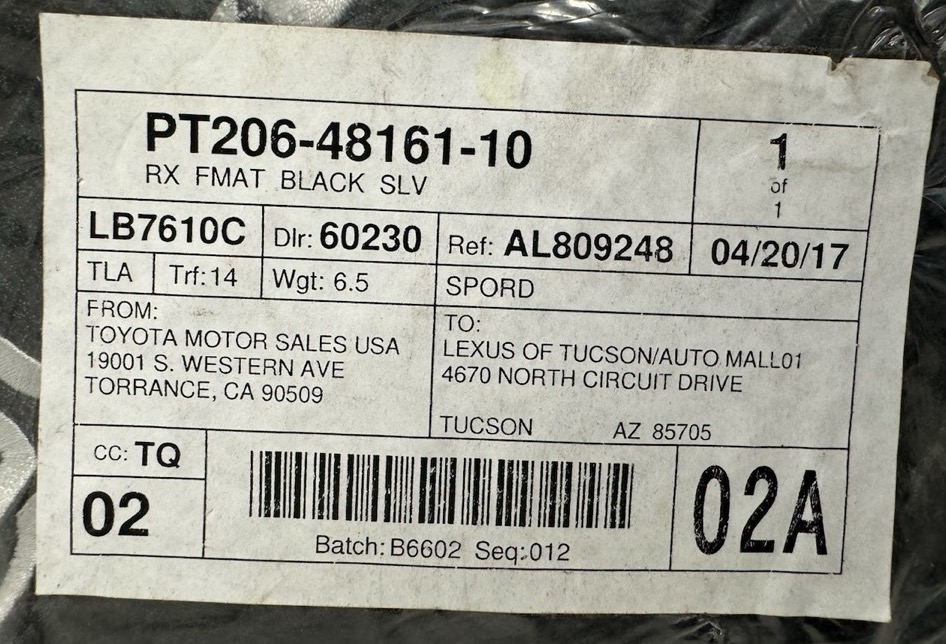 PT206-48161-10
RX FMAT BLACK SLV
1
of
1
LB7610C
Dlr: 60230
Ref: AL809248
04/20/17
TLA
Trf: 14
Wgt: 6.5
SPORD
FROM:
TOYOTA MOTOR SALES USA
19001 S. WESTERN AVE
TORRANCE, CA 90509
TO:
LEXUS OF TUCSON/AUTO MALL01
4670 NORTH CIRCUIT DRIVE
TUCSON AZ 85705
CC: TQ
02
Batch: B6602 Seq:012
02A